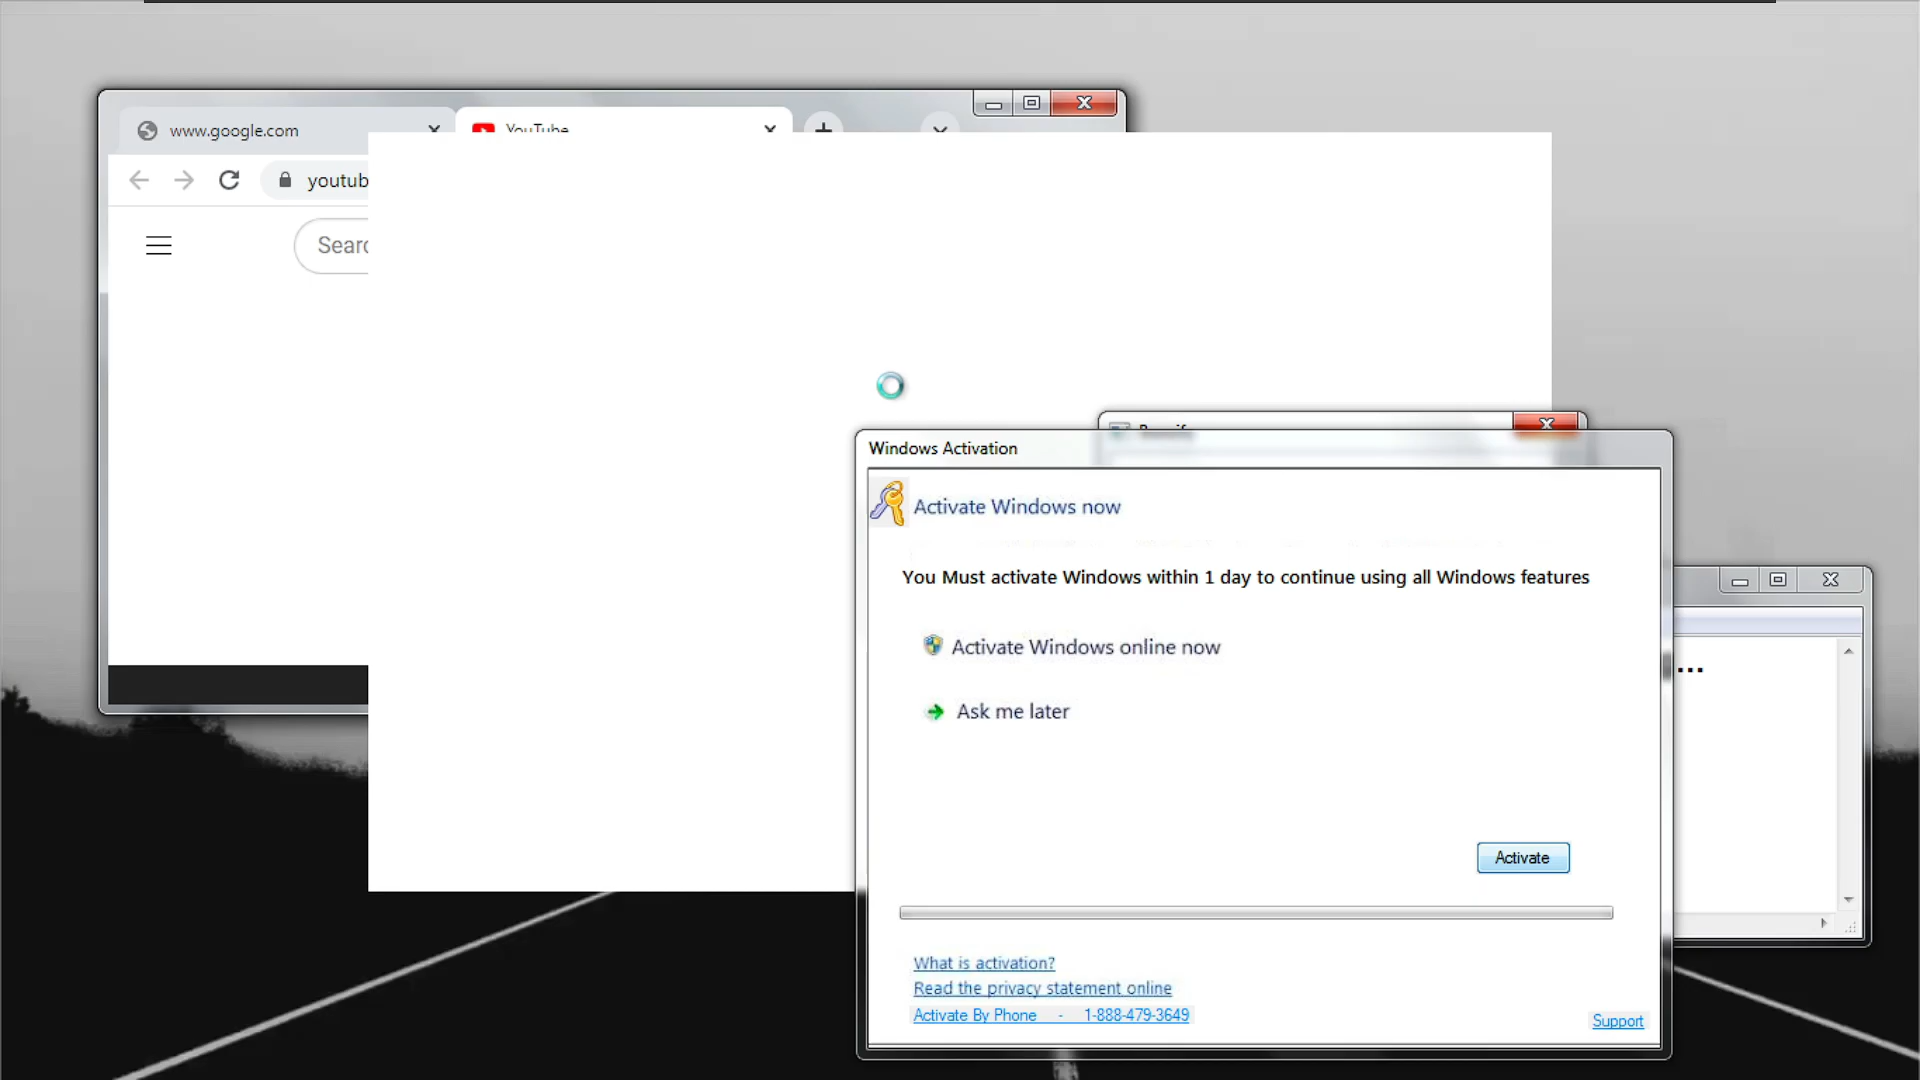 www.google.com
YouTube
youtub
Searc
Windows Activation
Activate Windows now
You Must activate Windows within 1 day to continue using all Windows features
Activate Windows online now
Ask me later
...
Activate
What is activation?
Read the privacy statement online
Activate By Phone - 1-888-479-3649
Support